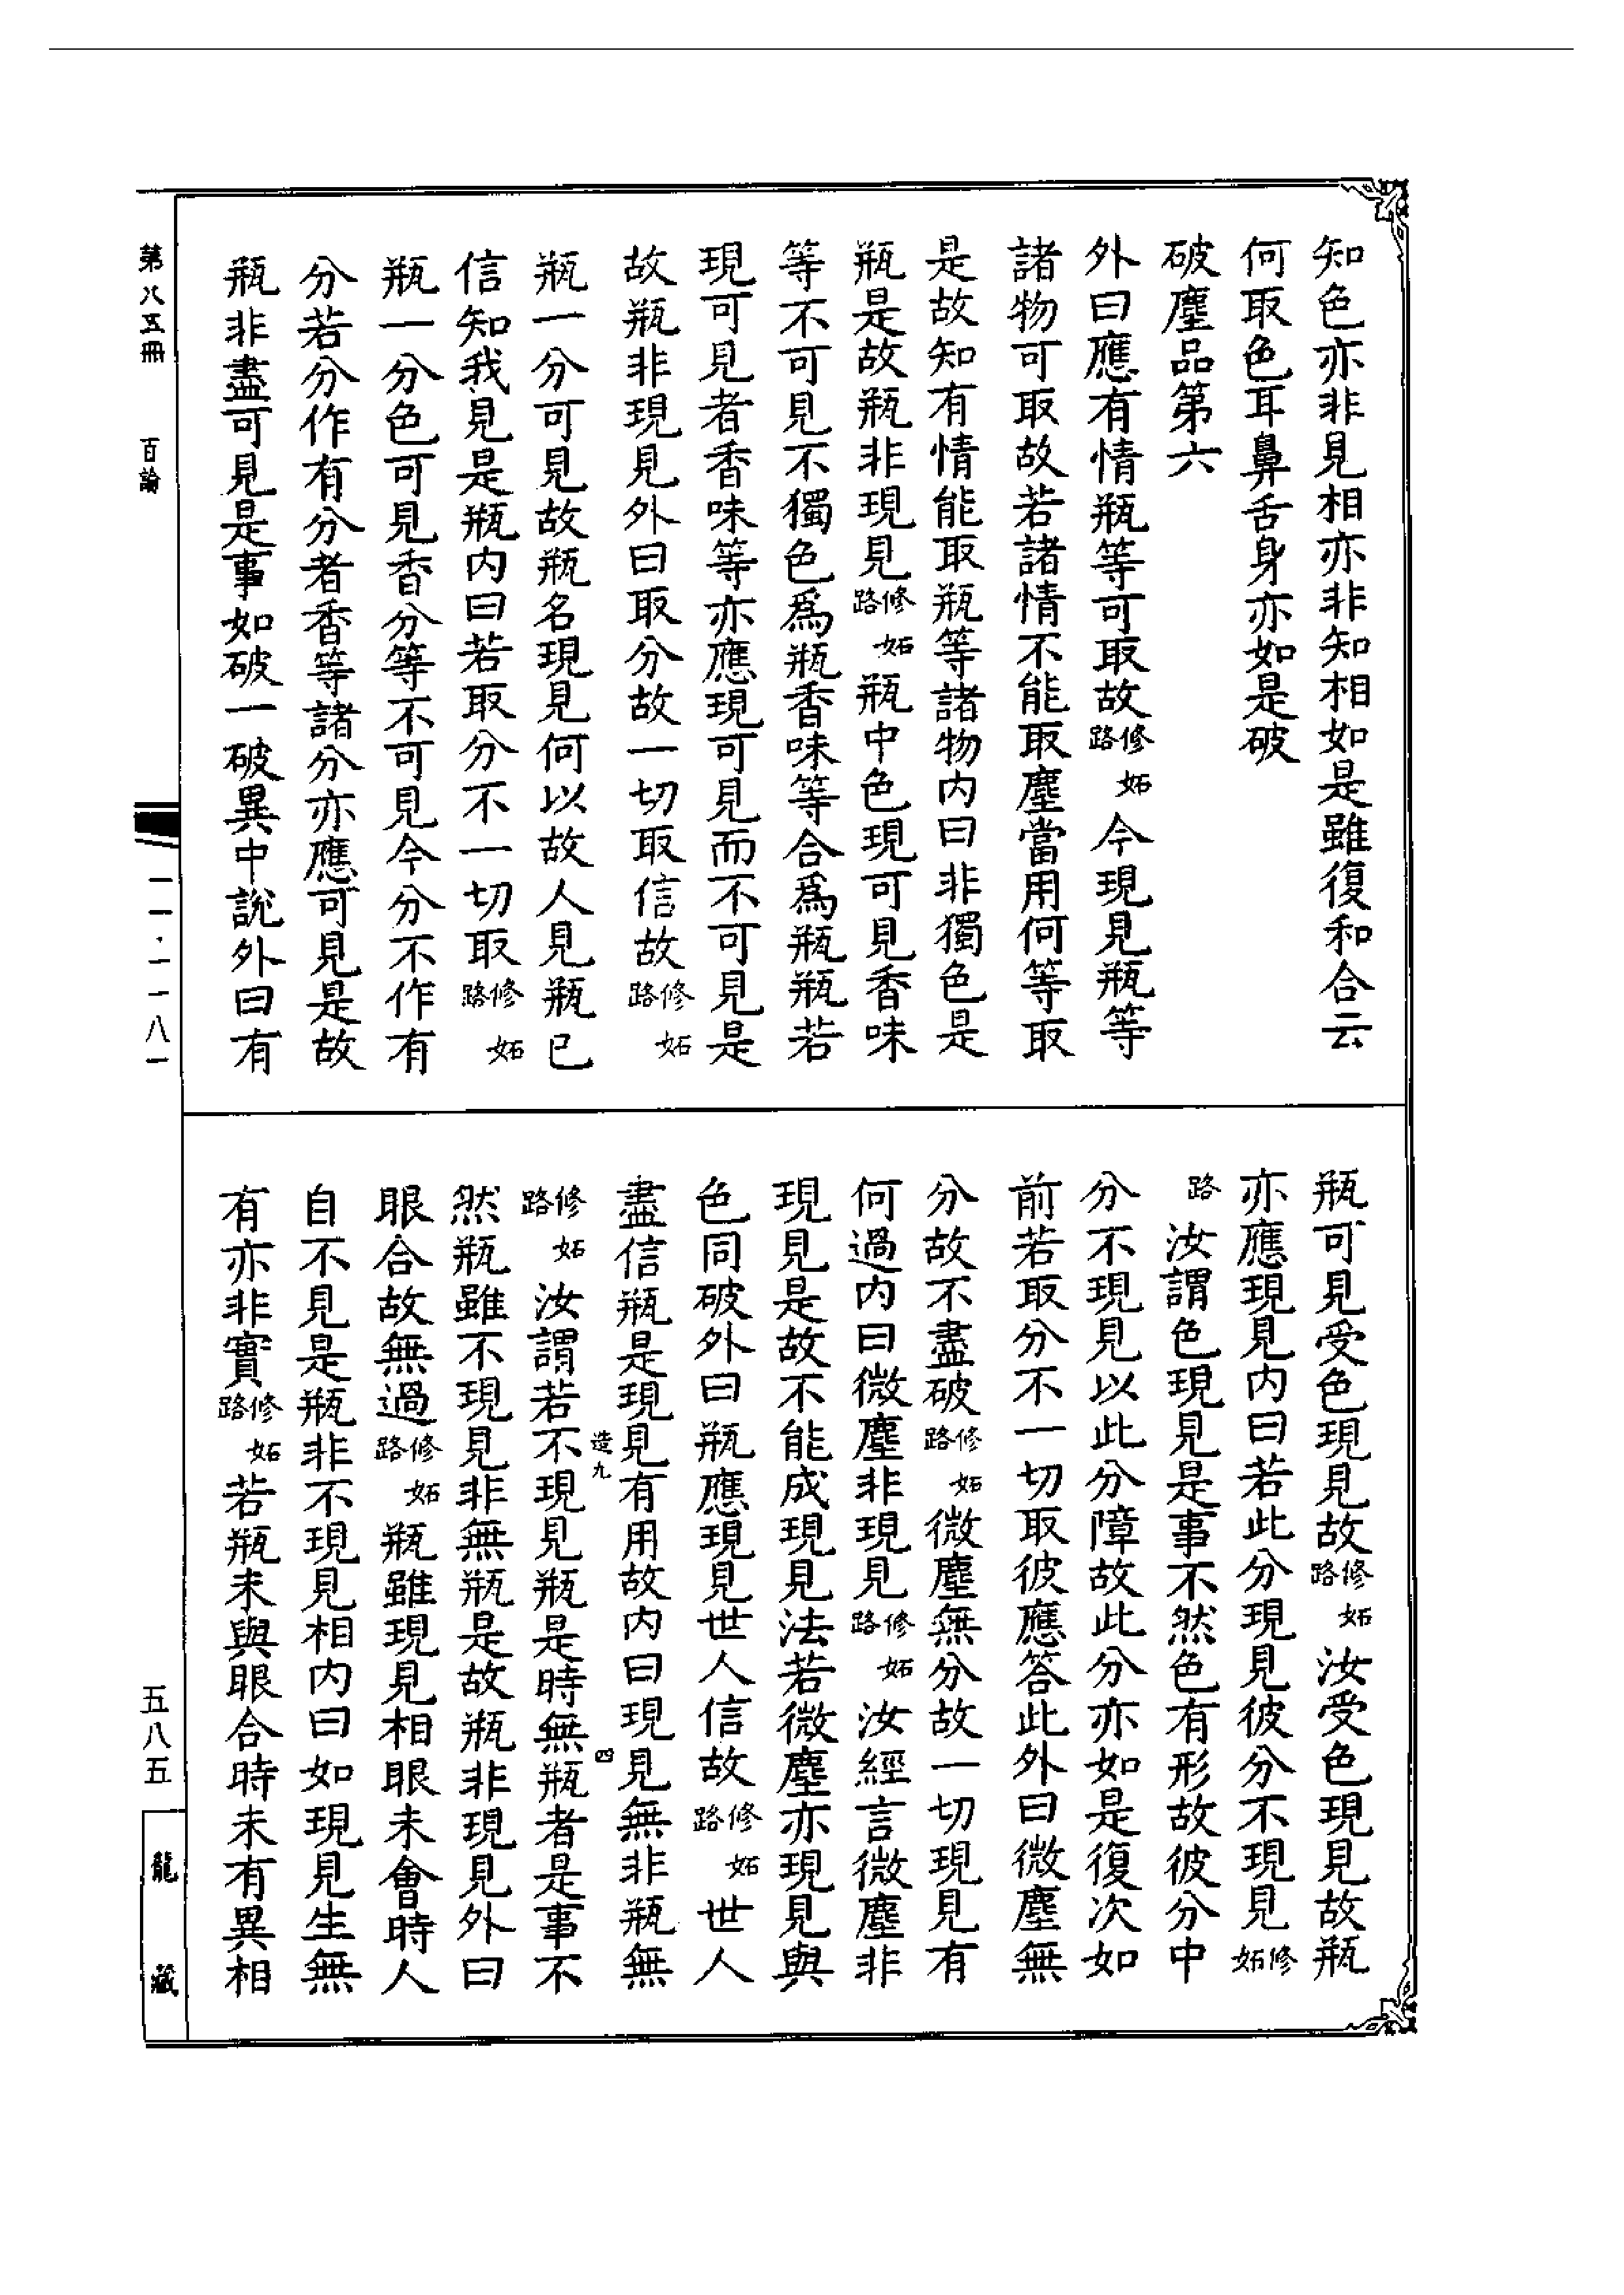 知色亦非見相亦非知相如是雖復和合云
何取色耳鼻舌身亦如是破
破塵品第六
外曰應有情瓶等可取故修妬路今現見瓶等
諸物可取故若諸情不能取塵當用何等取
是故知有情能取瓶等諸物内曰非獨色是
瓶是故瓶非現見修妬路瓶中色現可見香味
等不可見不獨色爲瓶香味等合爲瓶瓶若
現可見者香味等亦應現可見而不可見是
故瓶非現見外曰取分故一切取信故修妬路
瓶一分可見故瓶名現見何以故人見瓶已
信知我見是瓶内曰若取分不一切取修妬路
瓶一分色可見香分等不可見今分不作有
分若分作有分者香等諸分亦應可見是故
瓶非盡可見是事如破一破異中說外曰有
瓶可見受色現見故修妬路汝受色現見故瓶
亦應現見内曰若此分現見彼分不現見修妬
路汝謂色現見是事不然色有形故彼分中
分不現見以此分障故此分亦如是復次如
前若取分不一切取彼應答此外曰微塵無
分故不盡破修妬路微塵無分故一切現見有
何過内曰微塵非現見修妬路汝經言微塵非
現見是故不能成現見法若微塵亦現見與
色同破外曰瓶應現見世人信故修妬路世人
盡信瓶是現見有用故内曰現見無非瓶無
修妬路汝謂若不現見瓶是時無瓶者是事不
然瓶雖不現見非無瓶是故瓶非現見外曰
眼合故無過修妬路瓶雖現見相眼未會時人
自不見是瓶非不現見相内曰如現見生無
有亦非實修妬路若瓶未與眼合時未有異相
造九
四
第八五冊
百論
一一·一一八一
五八五
龍藏